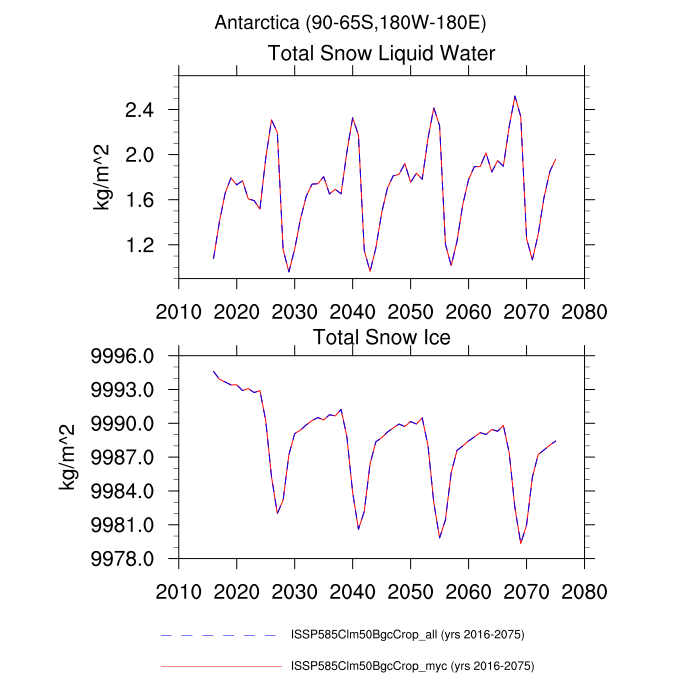 Antarctica (90-65S,180W-180E)
Total Snow Liquid Water
kg/m^2
2.4
2.0
1.6
1.2
2010 2020 2030 2040 2050 2060 2070 2080
Total Snow Ice
kg/m^2
9996.0
9993.0
9990.0
9987.0
9984.0
9981.0
9978.0
2010 2020 2030 2040 2050 2060 2070 2080
ISSP585Clm50BgcCrop_all (yrs 2016-2075)
ISSP585Clm50BgcCrop_myc (yrs 2016-2075)